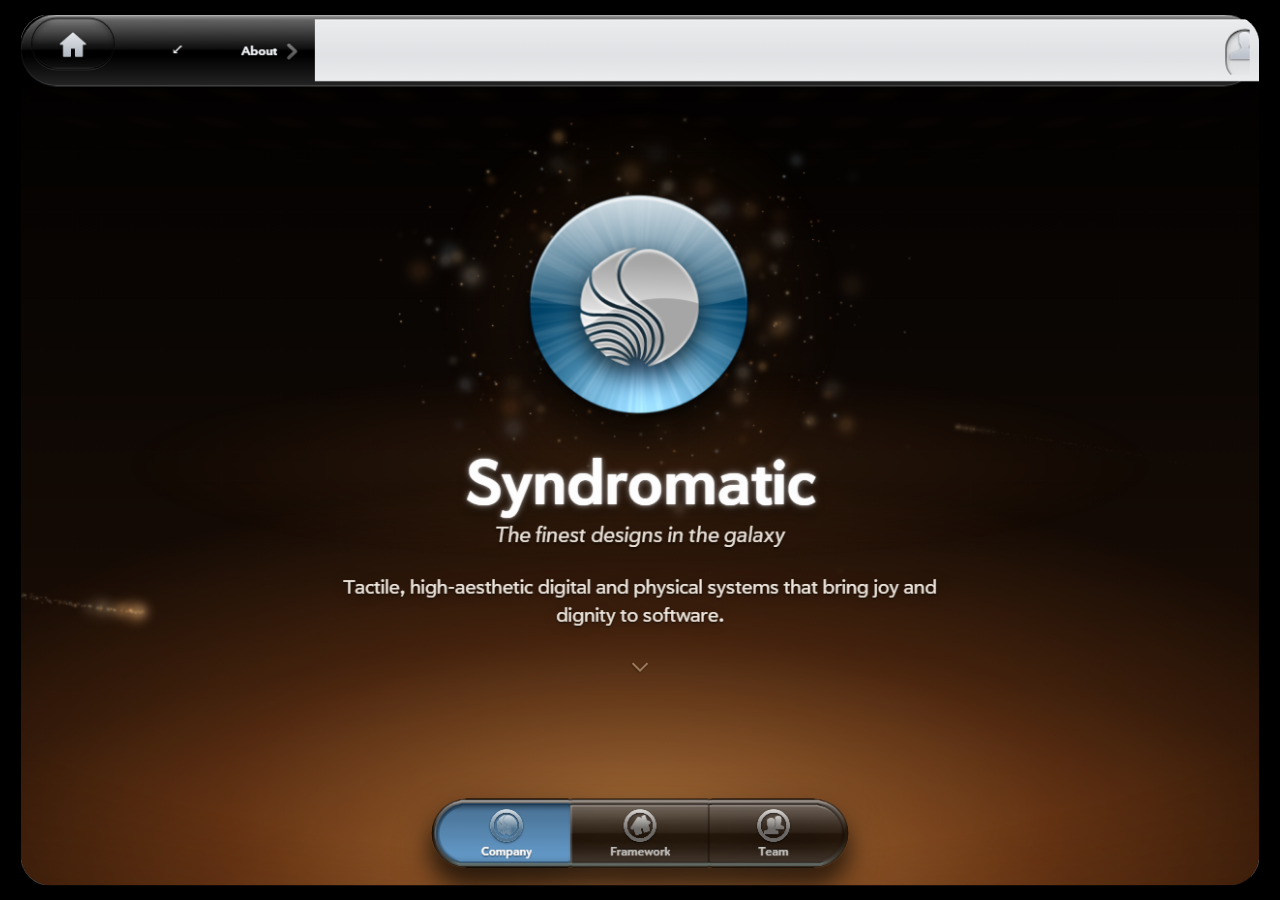 About
Syndromatic
The finest designs in the galaxy
Tactile, high-aesthetic digital and physical systems that bring joy and
dignity to software.
Company
Framework
Team